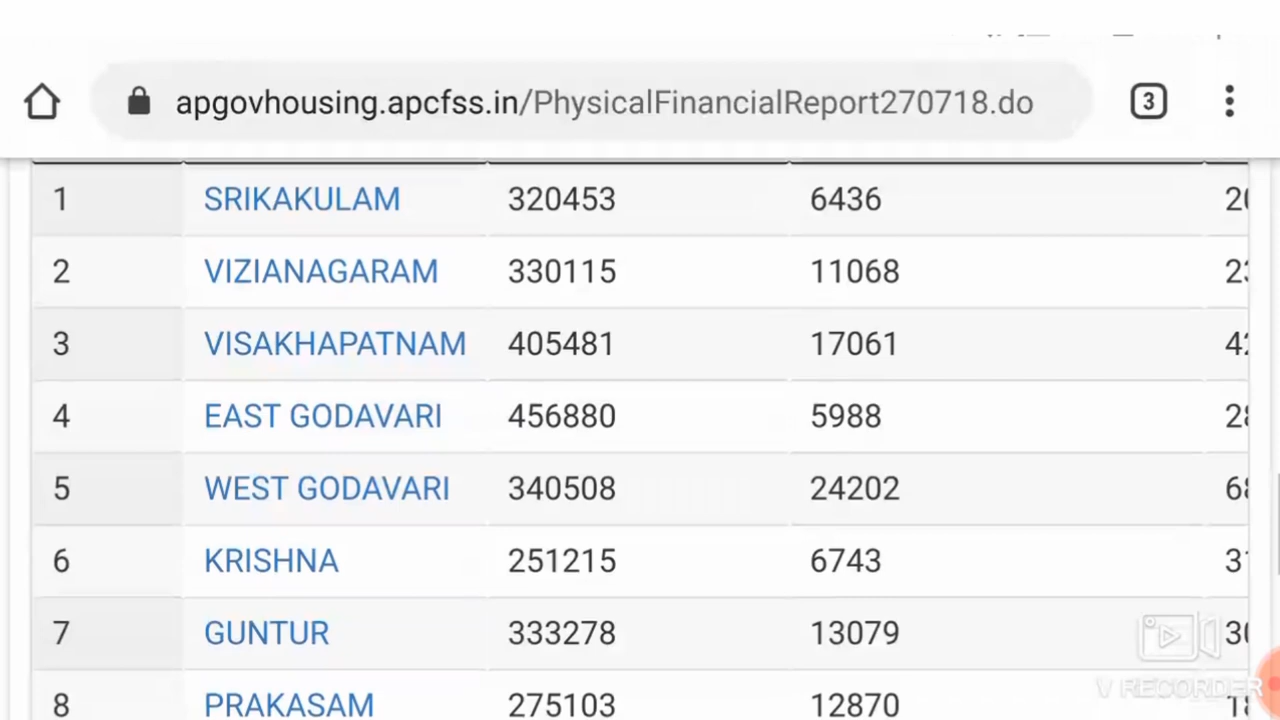 apgovhousing.apcfss.in/PhysicalFinancialReport270718.do 3
1 SRIKAKULAM 320453 6436
2 VIZIANAGARAM 330115 11068
3 VISAKHAPATNAM 405481 17061
4 EAST GODAVARI 456880 5988
5 WEST GODAVARI 340508 24202
6 KRISHNA 251215 6743
7 GUNTUR 333278 13079
8 PRAKASAM 275103 12870
V RECORDER